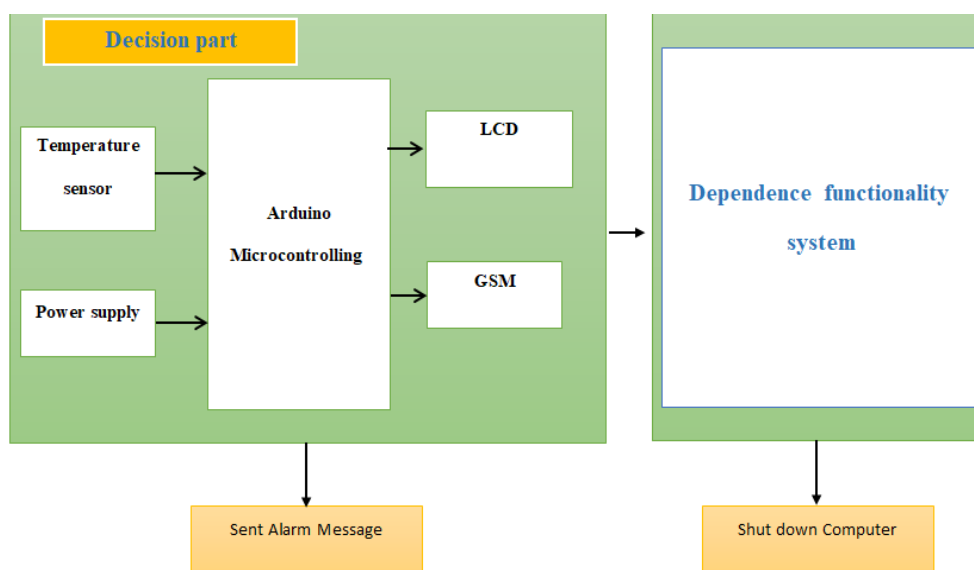 Decision part
Temperature
sensor
Power supply
Arduino
Microcontrolling
LCD
GSM
Dependence functionality
system
Sent Alarm Message
Shut down Computer